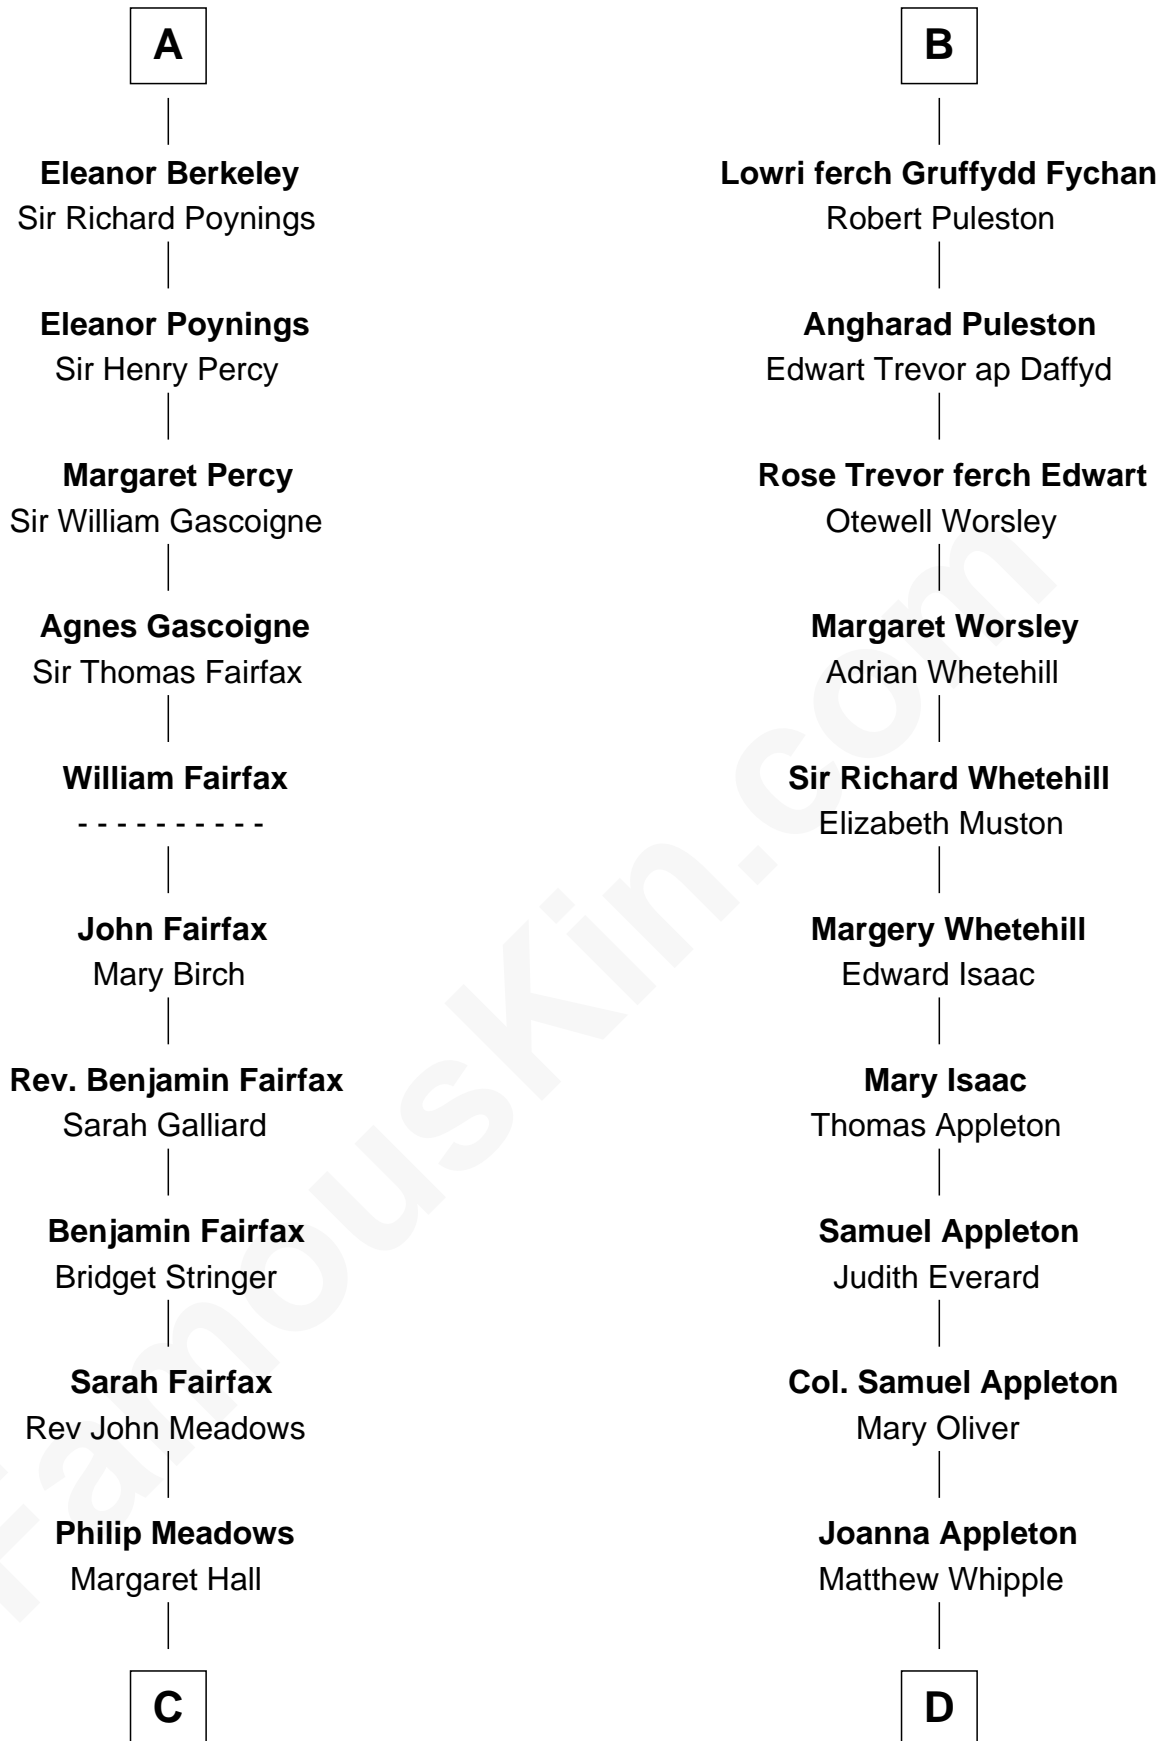 A
Eleanor Berkeley
Sir Richard Poynings
Eleanor Poynings
Sir Henry Percy
Margaret Percy
Sir William Gascoigne
Agnes Gascoigne
Sir Thomas Fairfax
William Fairfax
- - - - - - - - - -
John Fairfax
Mary Birch
Rev. Benjamin Fairfax
Sarah Galliard
Benjamin Fairfax
Bridget Stringer
Sarah Fairfax
Rev John Meadows
Philip Meadows
Margaret Hall
C
B
Lowri ferch Gruffydd Fychan
Robert Puleston
Angharad Puleston
Edwart Trevor ap Daffyd
Rose Trevor ferch Edwart
Otewell Worsley
Margaret Worsley
Adrian Whetehill
Sir Richard Whetehill
Elizabeth Muston
Margery Whetehill
Edward Isaac
Mary Isaac
Thomas Appleton
Samuel Appleton
Judith Everard
Col. Samuel Appleton
Mary Oliver
Joanna Appleton
Matthew Whipple
D
FamousKin.com